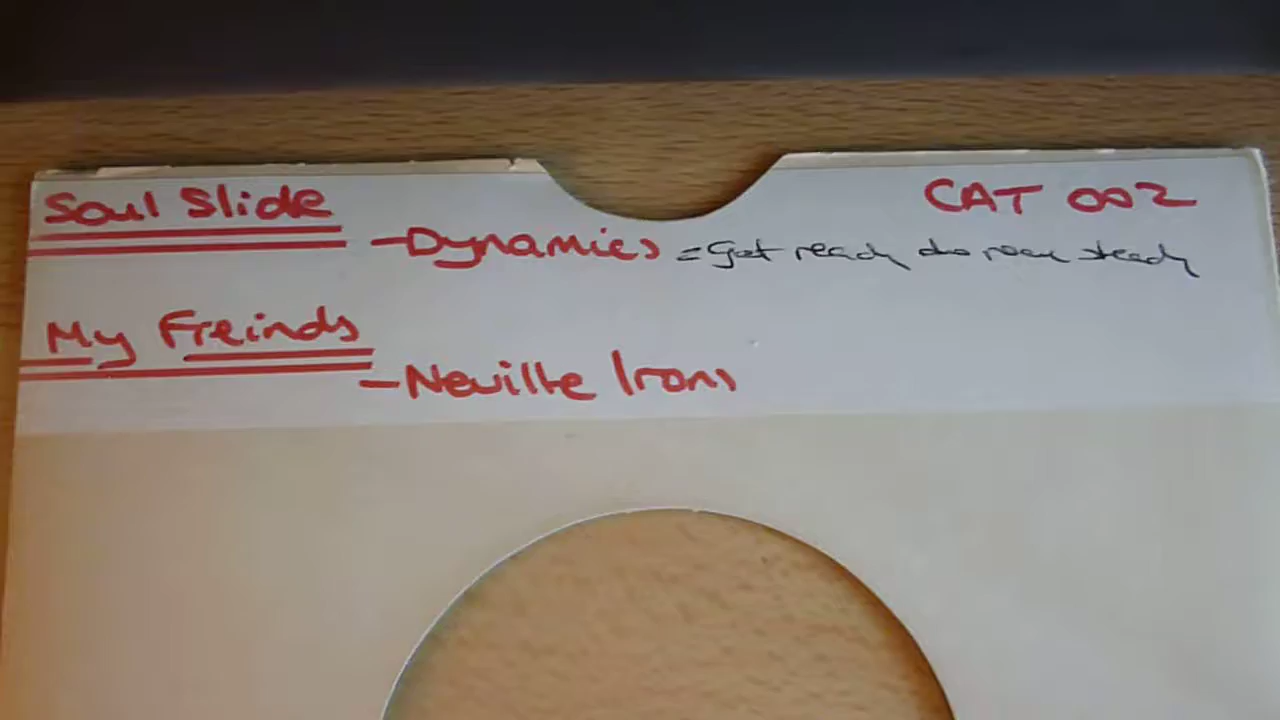 Soul Slide
CAT 002
-Dynamics = Get ready do rock steady
My Freinds
-Neville Irons